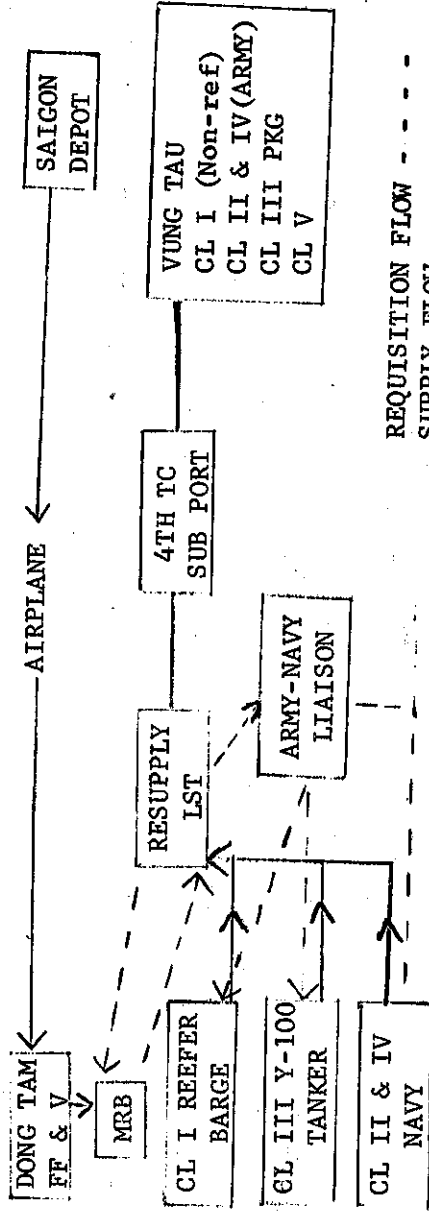 DONG TAM
FF & V
AIRPLANE
SAIGON
DEPOT
MRB
RESUPPLY
LST
4TH TC
SUB PORT
VUNG TAU
CL I (Non-ref)
CL II & IV(ARMY)
CL III PKG
CL V
CL I REEFER
BARGE
ARMY-NAVY
LIAISON
CL III Y-100
TANKER
CL II & IV
NAVY
REQUISITION FLOW - - - -
SUPPLY FLOW